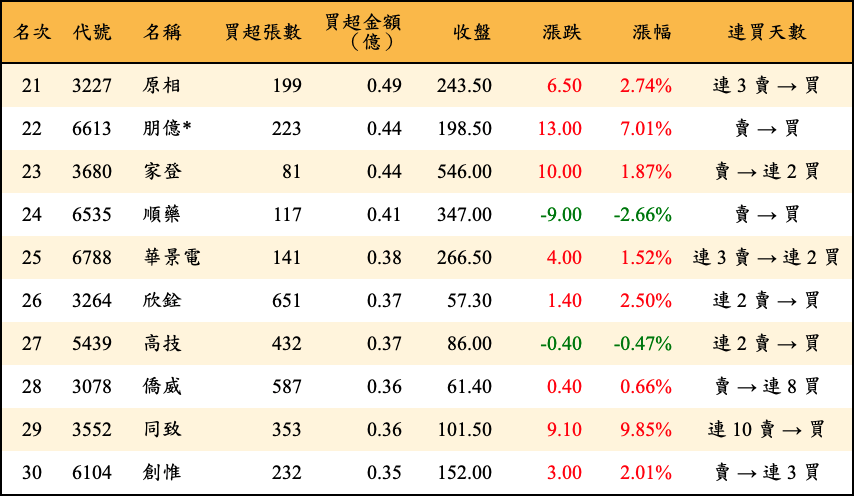 名次 代號 名稱 買超張數 買超金額（億） 收盤 漲跌 漲幅 連買天數
21 3227 原相 199 0.49 243.50 6.50 2.74% 連 3 賣 → 買
22 6613 朋億* 223 0.44 198.50 13.00 7.01% 賣 → 買
23 3680 家登 81 0.44 546.00 10.00 1.87% 賣 → 連 2 買
24 6535 順藥 117 0.41 347.00 -9.00 -2.66% 賣 → 買
25 6788 華景電 141 0.38 266.50 4.00 1.52% 連 3 賣 → 連 2 買
26 3264 欣銓 651 0.37 57.30 1.40 2.50% 連 2 賣 → 買
27 5439 高技 432 0.37 86.00 -0.40 -0.47% 連 2 賣 → 買
28 3078 僑威 587 0.36 61.40 0.40 0.66% 賣 → 連 8 買
29 3552 同致 353 0.36 101.50 9.10 9.85% 連 10 賣 → 買
30 6104 創惟 232 0.35 152.00 3.00 2.01% 賣 → 連 3 買